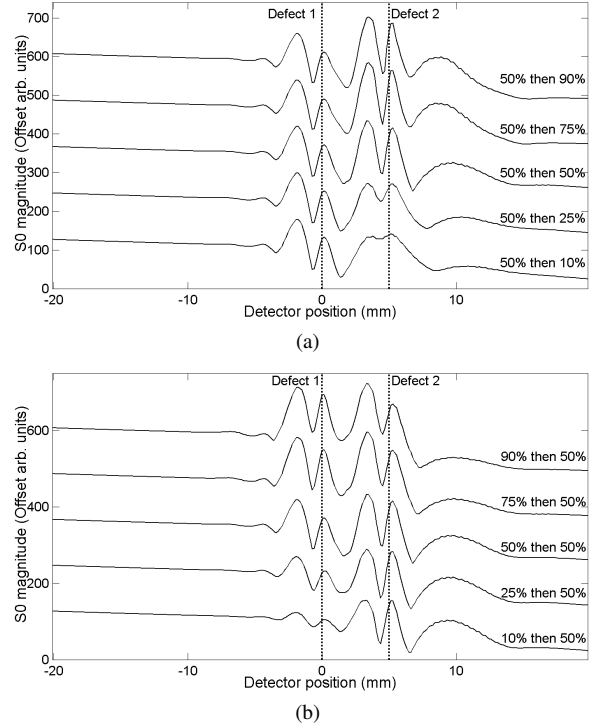 Defect 1
Defect 2
S0 magnitude (Offset arb. units)
700
600
500
400
300
200
100
0
50% then 90%
50% then 75%
50% then 50%
50% then 25%
50% then 10%
-20
-10
0
10
Detector position (mm)
(a)
Defect 1
Defect 2
S0 magnitude (Offset arb. units)
600
400
200
0
90% then 50%
75% then 50%
50% then 50%
25% then 50%
10% then 50%
-20
-10
0
10
Detector position (mm)
(b)